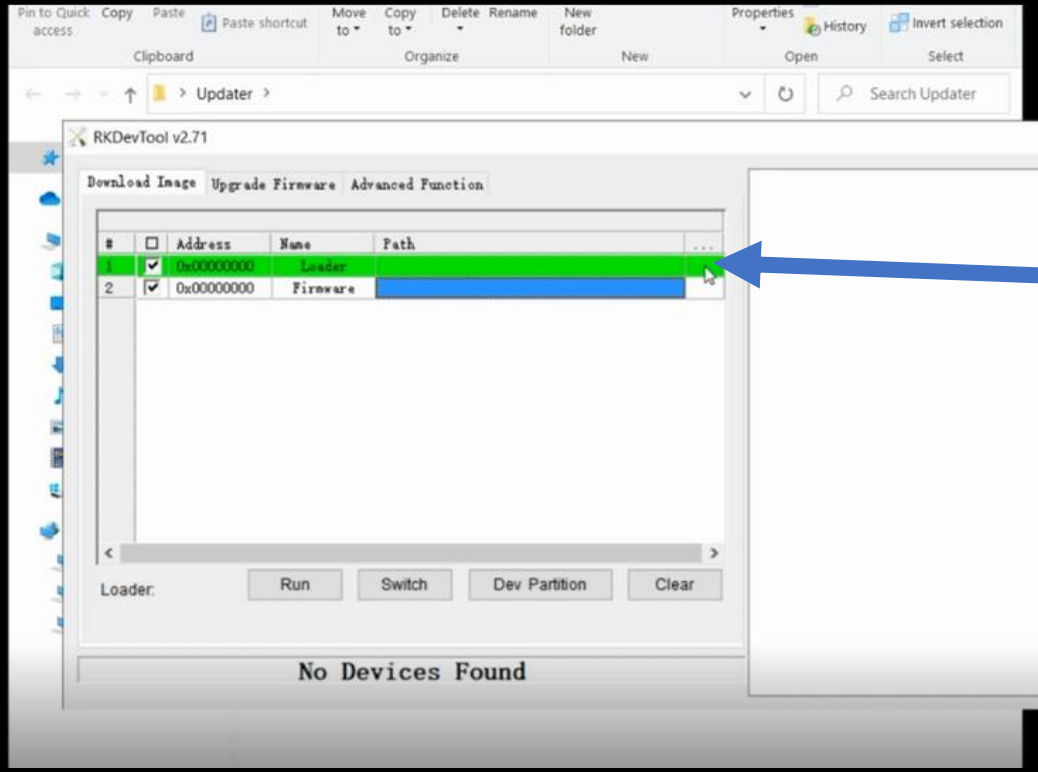 Pin to Quick access Copy Paste Paste shortcut Move to Copy to Delete Rename New folder Properties History Invert selection
Clipboard Organize New Open Select
Updater Search Updater
RKDevTool v2.71
Download Image Upgrade Firmware Advanced Function
# Address Name Path ...
1 0x00000000 Loader
2 0x00000000 Firmware
Loader: Run Switch Dev Partition Clear
No Devices Found